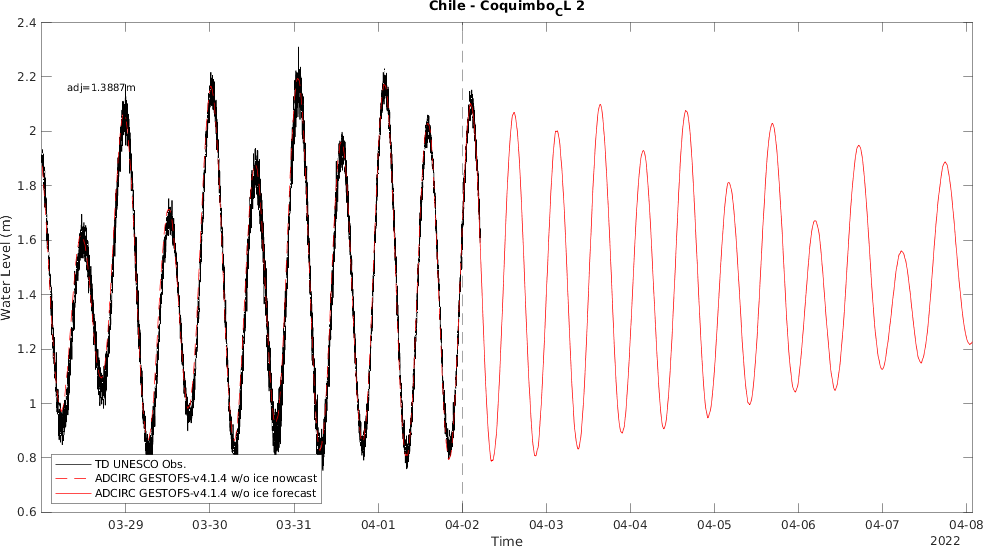 Chile - CoquimboCL 2
adj=1.3887m
Water Level (m)
2.4
2.2
2
1.8
1.6
1.4
1.2
1
0.8
0.6
TD UNESCO Obs.
ADCIRC GESTOFS-v4.1.4 w/o ice nowcast
ADCIRC GESTOFS-v4.1.4 w/o ice forecast
03-29 03-30 03-31 04-01 04-02 04-03 04-04 04-05 04-06 04-07 04-08
Time
2022